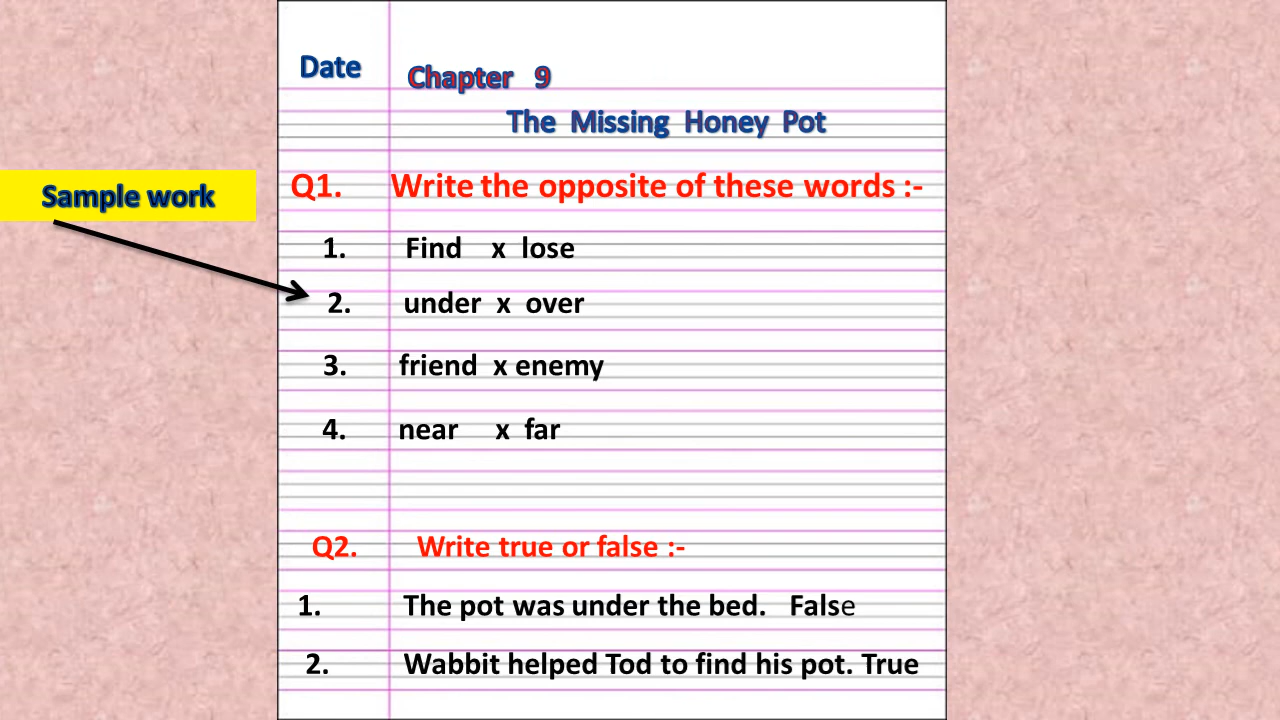 Date
Chapter 9
The Missing Honey Pot
Sample work
Q1. Write the opposite of these words :-
1. Find x lose
2. under x over
3. friend x enemy
4. near x far
Q2. Write true or false :-
1. The pot was under the bed. False
2. Wabbit helped Tod to find his pot. True